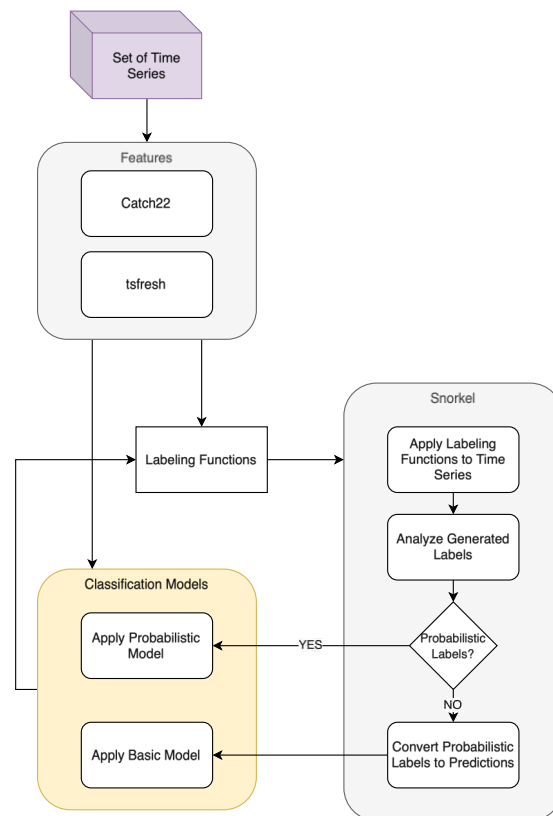 Set of Time
Series
Features
Catch22
tsfresh
Snorkel
Labeling Functions
Apply Labeling
Functions to Time
Series
Analyze Generated
Labels
Classification Models
Probabilistic
Labels?
YES
Apply Probabilistic
Model
NO
Apply Basic Model
Convert Probabilistic
Labels to Predictions